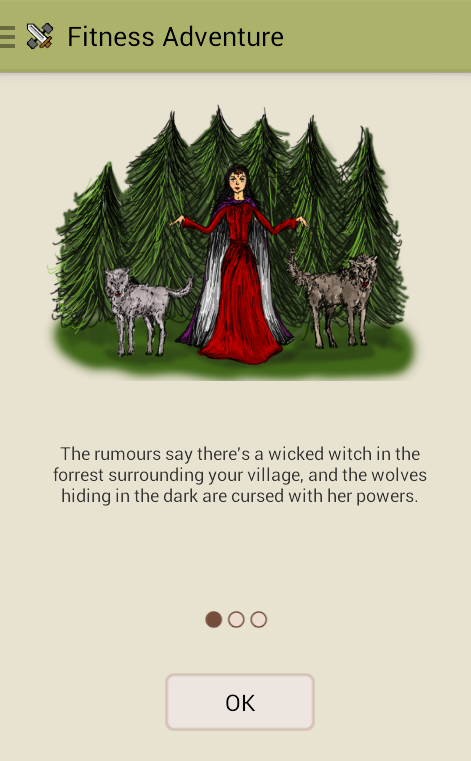 Fitness Adventure
The rumours say there's a wicked witch in the
forrest surrounding your village, and the wolves
hiding in the dark are cursed with her powers.
OK